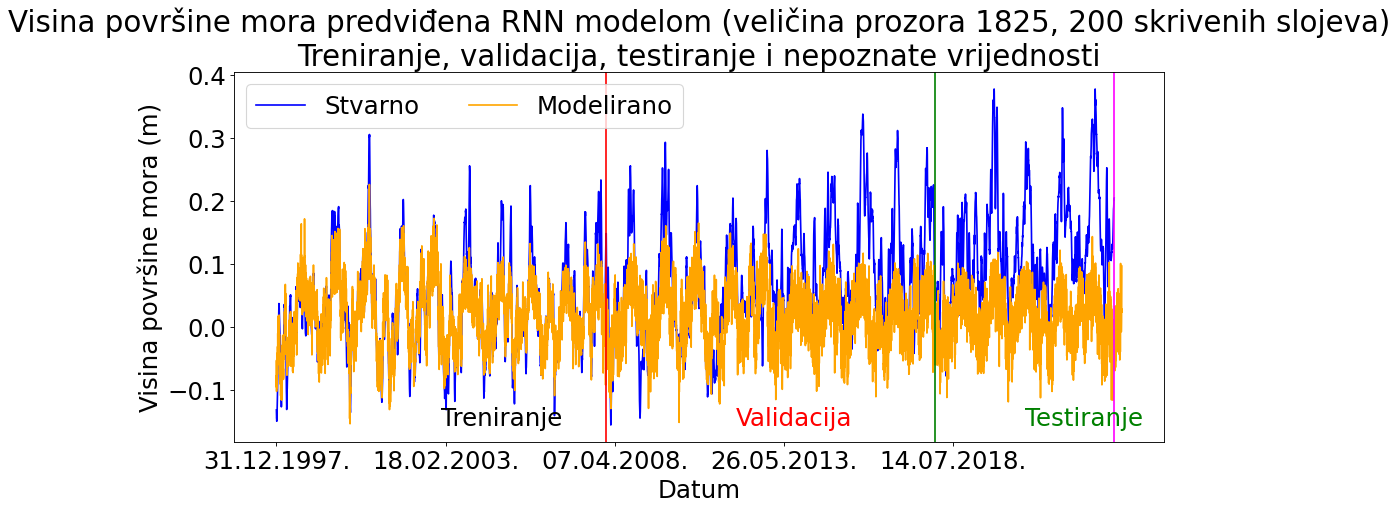 Visina površine mora predviđena RNN modelom (veličina prozora 1825, 200 skrivenih slojeva)
Treniranje, validacija, testiranje i nepoznate vrijednosti
Stvarno Modelirano
Visina površine mora (m)
0.4
0.3
0.2
0.1
0.0
−0.1
Treniranje Validacija Testiranje
31.12.1997. 18.02.2003. 07.04.2008. 26.05.2013. 14.07.2018.
Datum